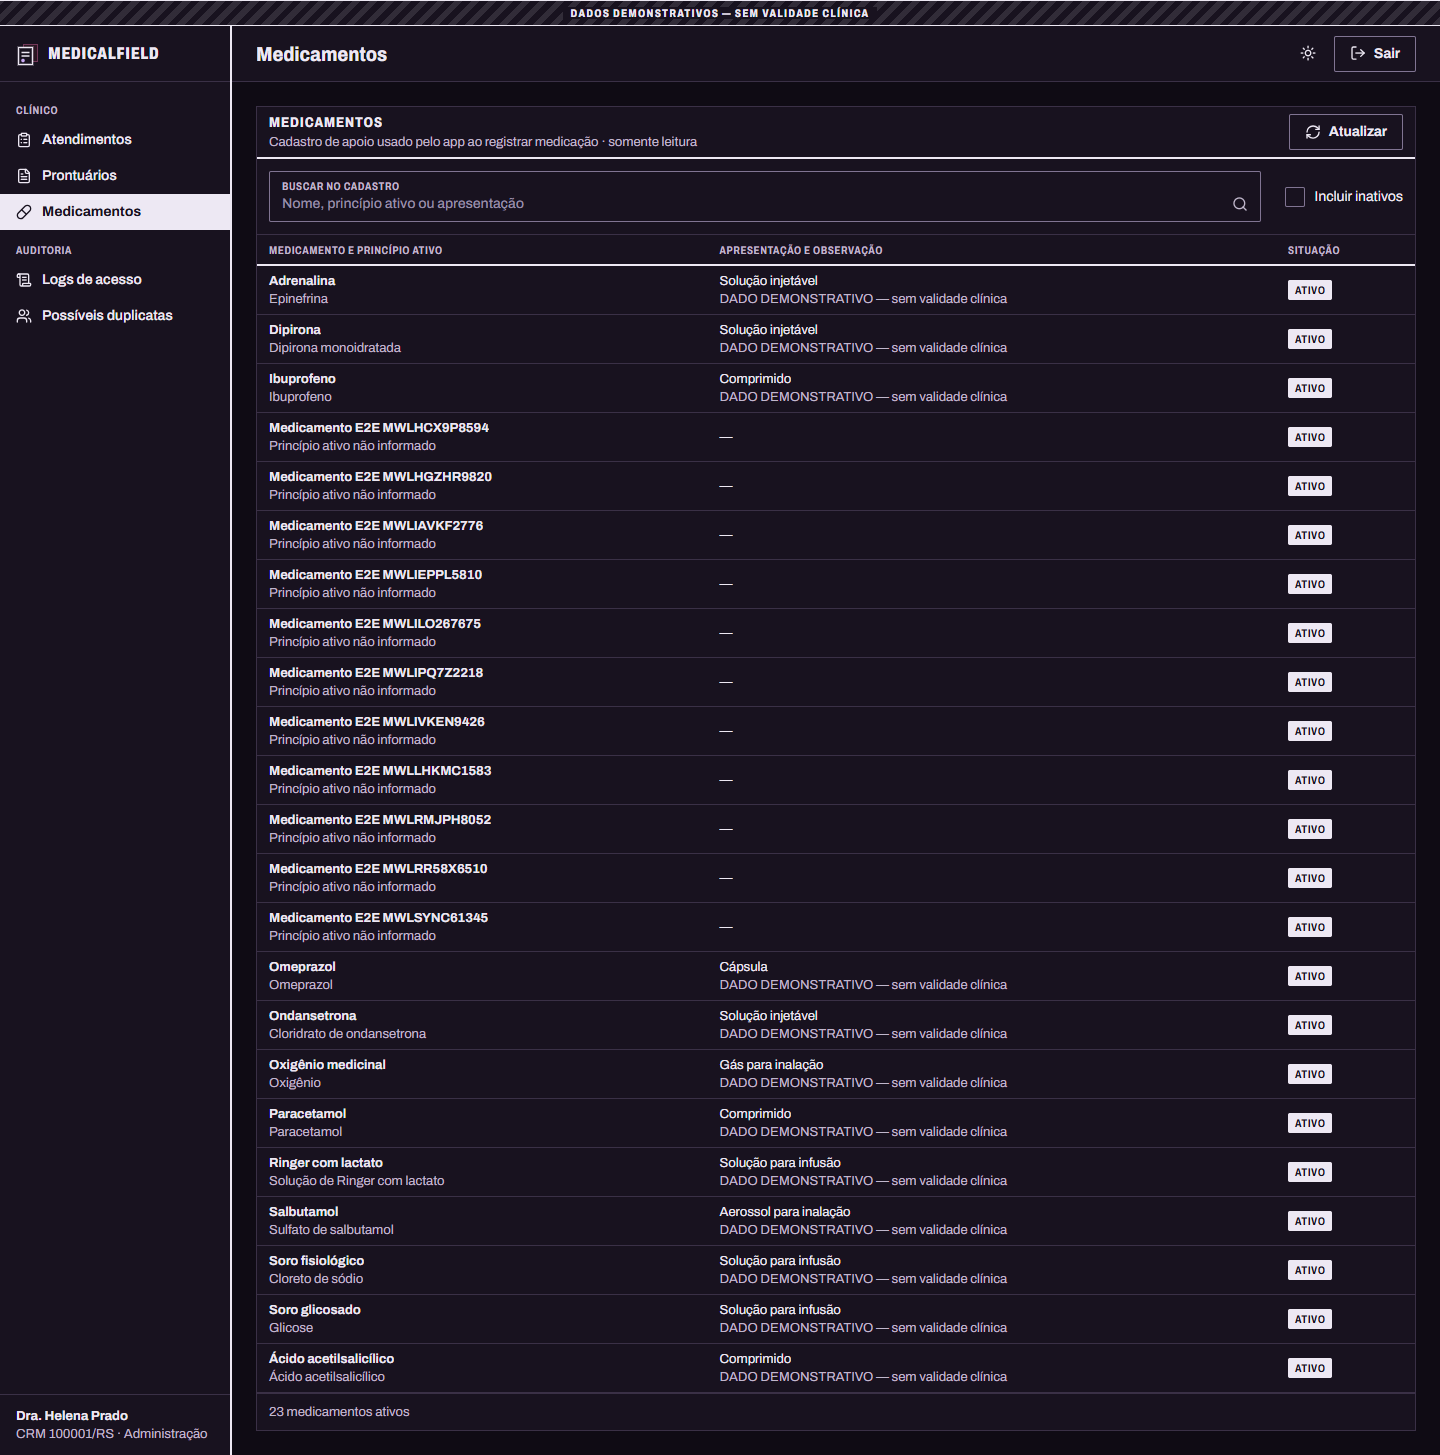 DADOS DEMONSTRATIVOS — SEM VALIDADE CLÍNICA
MEDICALFIELD
Medicamentos
Sair
CLÍNICO
Atendimentos
Prontuários
Medicamentos
AUDITORIA
Logs de acesso
Possíveis duplicatas
MEDICAMENTOS
Cadastro de apoio usado pelo app ao registrar medicação · somente leitura
Atualizar
BUSCAR NO CADASTRO
Nome, princípio ativo ou apresentação
Incluir inativos
MEDICAMENTO E PRINCÍPIO ATIVO APRESENTAÇÃO E OBSERVAÇÃO SITUAÇÃO
Adrenalina Solução injetável
Epinefrina DADO DEMONSTRATIVO — sem validade clínica ATIVO
Dipirona Solução injetável
Dipirona monoidratada DADO DEMONSTRATIVO — sem validade clínica ATIVO
Ibuprofeno Comprimido
Ibuprofeno DADO DEMONSTRATIVO — sem validade clínica ATIVO
Medicamento E2E MWLHCX9P8594
Princípio ativo não informado — ATIVO
Medicamento E2E MWLHGZHR9820
Princípio ativo não informado — ATIVO
Medicamento E2E MWLIAVKF2776
Princípio ativo não informado — ATIVO
Medicamento E2E MWLIEPPL5810
Princípio ativo não informado — ATIVO
Medicamento E2E MWLILO267675
Princípio ativo não informado — ATIVO
Medicamento E2E MWLIPQ7Z2218
Princípio ativo não informado — ATIVO
Medicamento E2E MWLIVKEN9426
Princípio ativo não informado — ATIVO
Medicamento E2E MWLLHKMC1583
Princípio ativo não informado — ATIVO
Medicamento E2E MWLRMJPH8052
Princípio ativo não informado — ATIVO
Medicamento E2E MWLRR58X6510
Princípio ativo não informado — ATIVO
Medicamento E2E MWLSYNC61345
Princípio ativo não informado — ATIVO
Omeprazol Cápsula
Omeprazol DADO DEMONSTRATIVO — sem validade clínica ATIVO
Ondansetrona Solução injetável
Cloridrato de ondansetrona DADO DEMONSTRATIVO — sem validade clínica ATIVO
Oxigênio medicinal Gás para inalação
Oxigênio DADO DEMONSTRATIVO — sem validade clínica ATIVO
Paracetamol Comprimido
Paracetamol DADO DEMONSTRATIVO — sem validade clínica ATIVO
Ringer com lactato Solução para infusão
Solução de Ringer com lactato DADO DEMONSTRATIVO — sem validade clínica ATIVO
Salbutamol Aerossol para inalação
Sulfato de salbutamol DADO DEMONSTRATIVO — sem validade clínica ATIVO
Soro fisiológico Solução para infusão
Cloreto de sódio DADO DEMONSTRATIVO — sem validade clínica ATIVO
Soro glicosado Solução para infusão
Glicose DADO DEMONSTRATIVO — sem validade clínica ATIVO
Ácido acetilsalicílico Comprimido
Ácido acetilsalicílico DADO DEMONSTRATIVO — sem validade clínica ATIVO
23 medicamentos ativos
Dra. Helena Prado
CRM 100001/RS · Administração